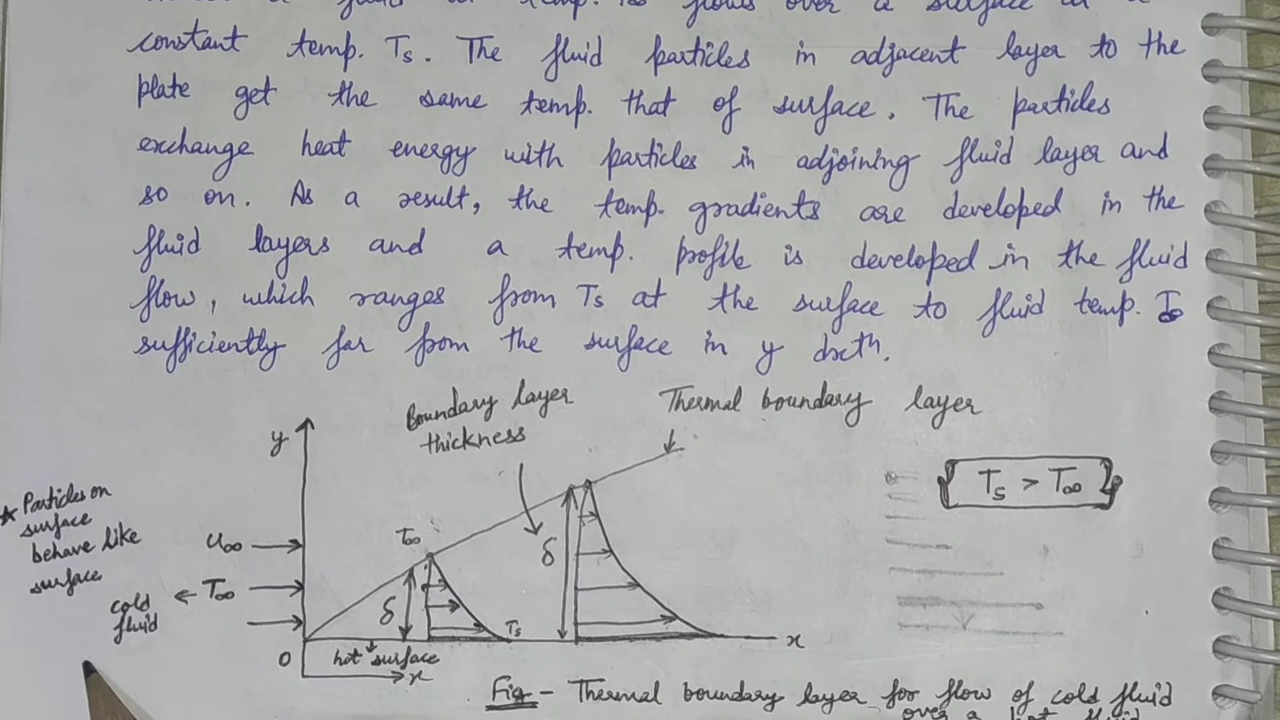 constant temp. Ts. The fluid particles in adjacent layer to the
plate get the same temp. that of surface. The particles
exchange heat energy with particles in adjoining fluid layer and
so on. As a result, the temp. gradients are developed in the
fluid layers and a temp. profile is developed in the fluid
flow, which ranges from Ts at the surface to fluid temp. T∞
sufficiently far from the surface in y dxctn.
Boundary layer thickness
Thermal boundary layer
y
Ts > T∞
★ Particles on
surface
behave like
surface
U∞
T∞
T∞
cold
fluid
δ
δ
Ts
x
0
hot surface
x
Fig - Thermal boundary layer for flow of cold fluid
over a hot fluid